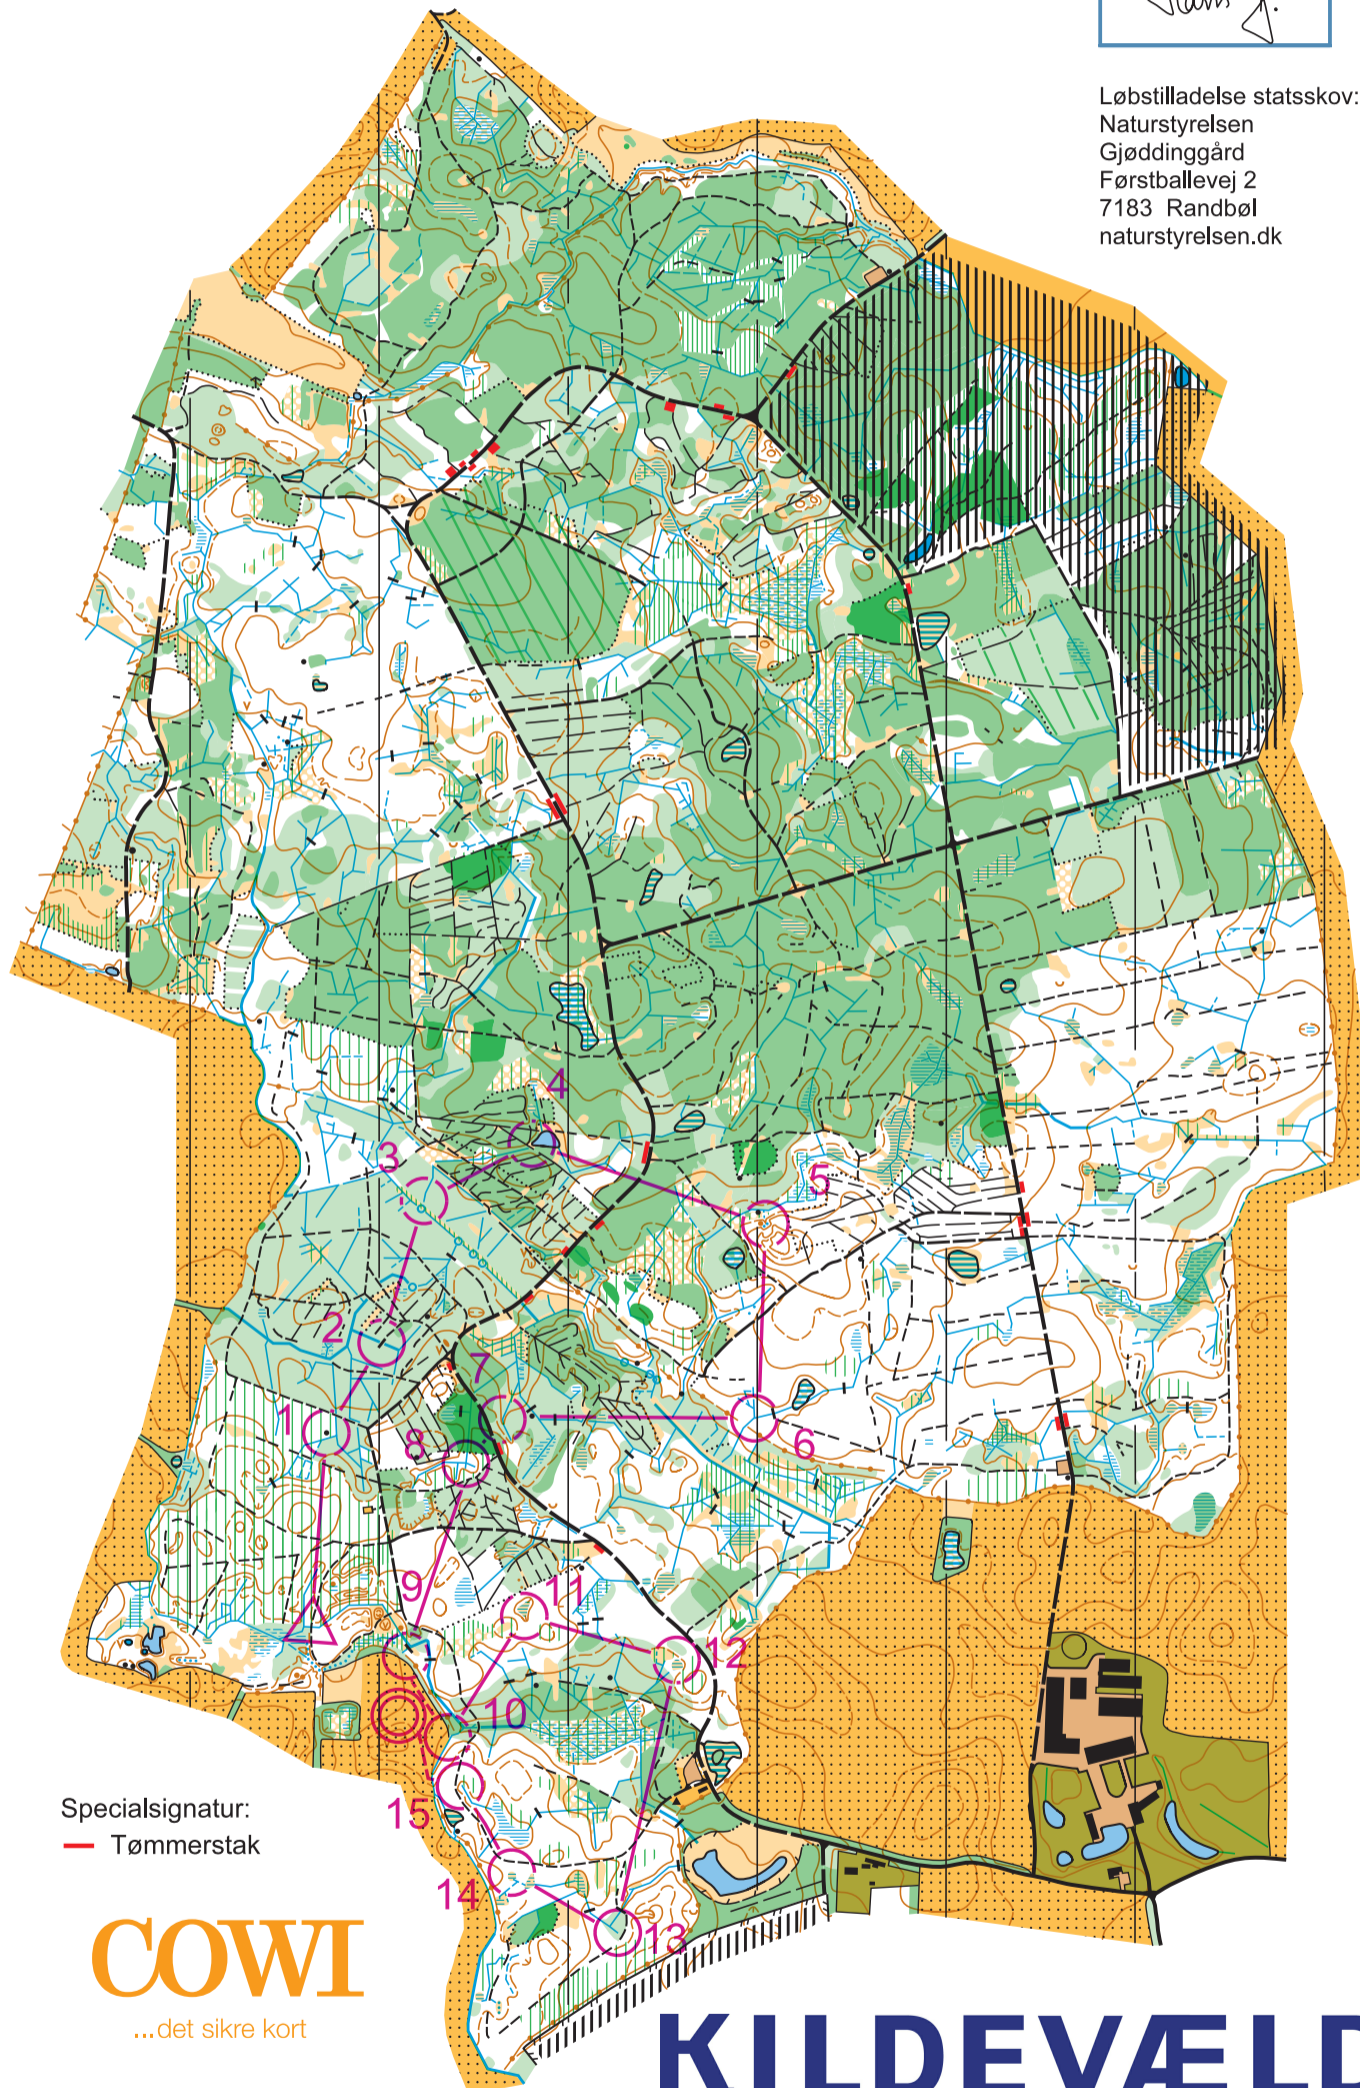 Løbstilladelse statsskov:
Naturstyrelsen
Gjøddinggård
Førstballevej 2
7183 Randbøl
naturstyrelsen.dk
4
3
5
2
7
1
8
6
9
11
12
10
15
14
13
Specialsignatur:
Tømmerstak
COWI
...det sikre kort
KILDEVÆLD